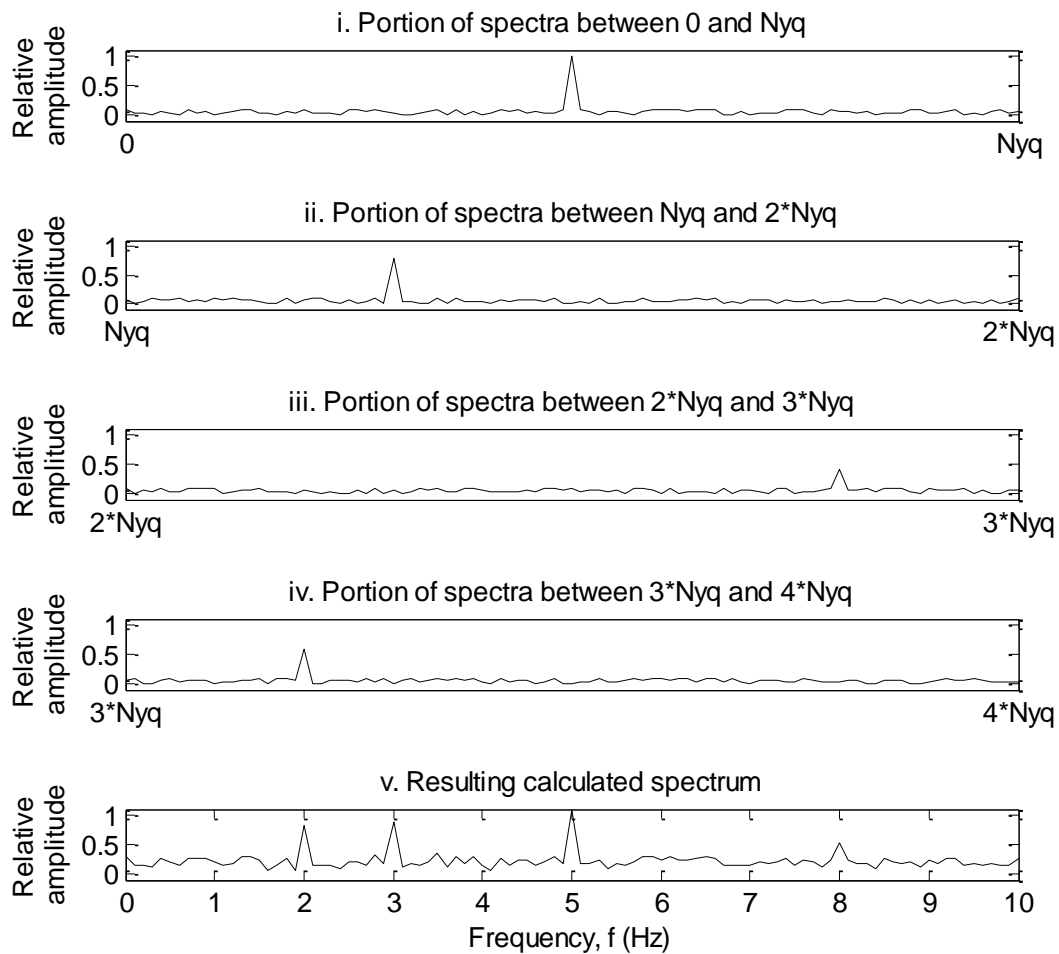 i. Portion of spectra between 0 and Nyq
Relative
amplitude
1
0.5
0
0
Nyq
ii. Portion of spectra between Nyq and 2*Nyq
Relative
amplitude
1
0.5
0
Nyq
2*Nyq
iii. Portion of spectra between 2*Nyq and 3*Nyq
Relative
amplitude
1
0.5
0
2*Nyq
3*Nyq
iv. Portion of spectra between 3*Nyq and 4*Nyq
Relative
amplitude
1
0.5
0
3*Nyq
4*Nyq
v. Resulting calculated spectrum
Relative
amplitude
1
0.5
0
0 1 2 3 4 5 6 7 8 9 10
Frequency, f (Hz)